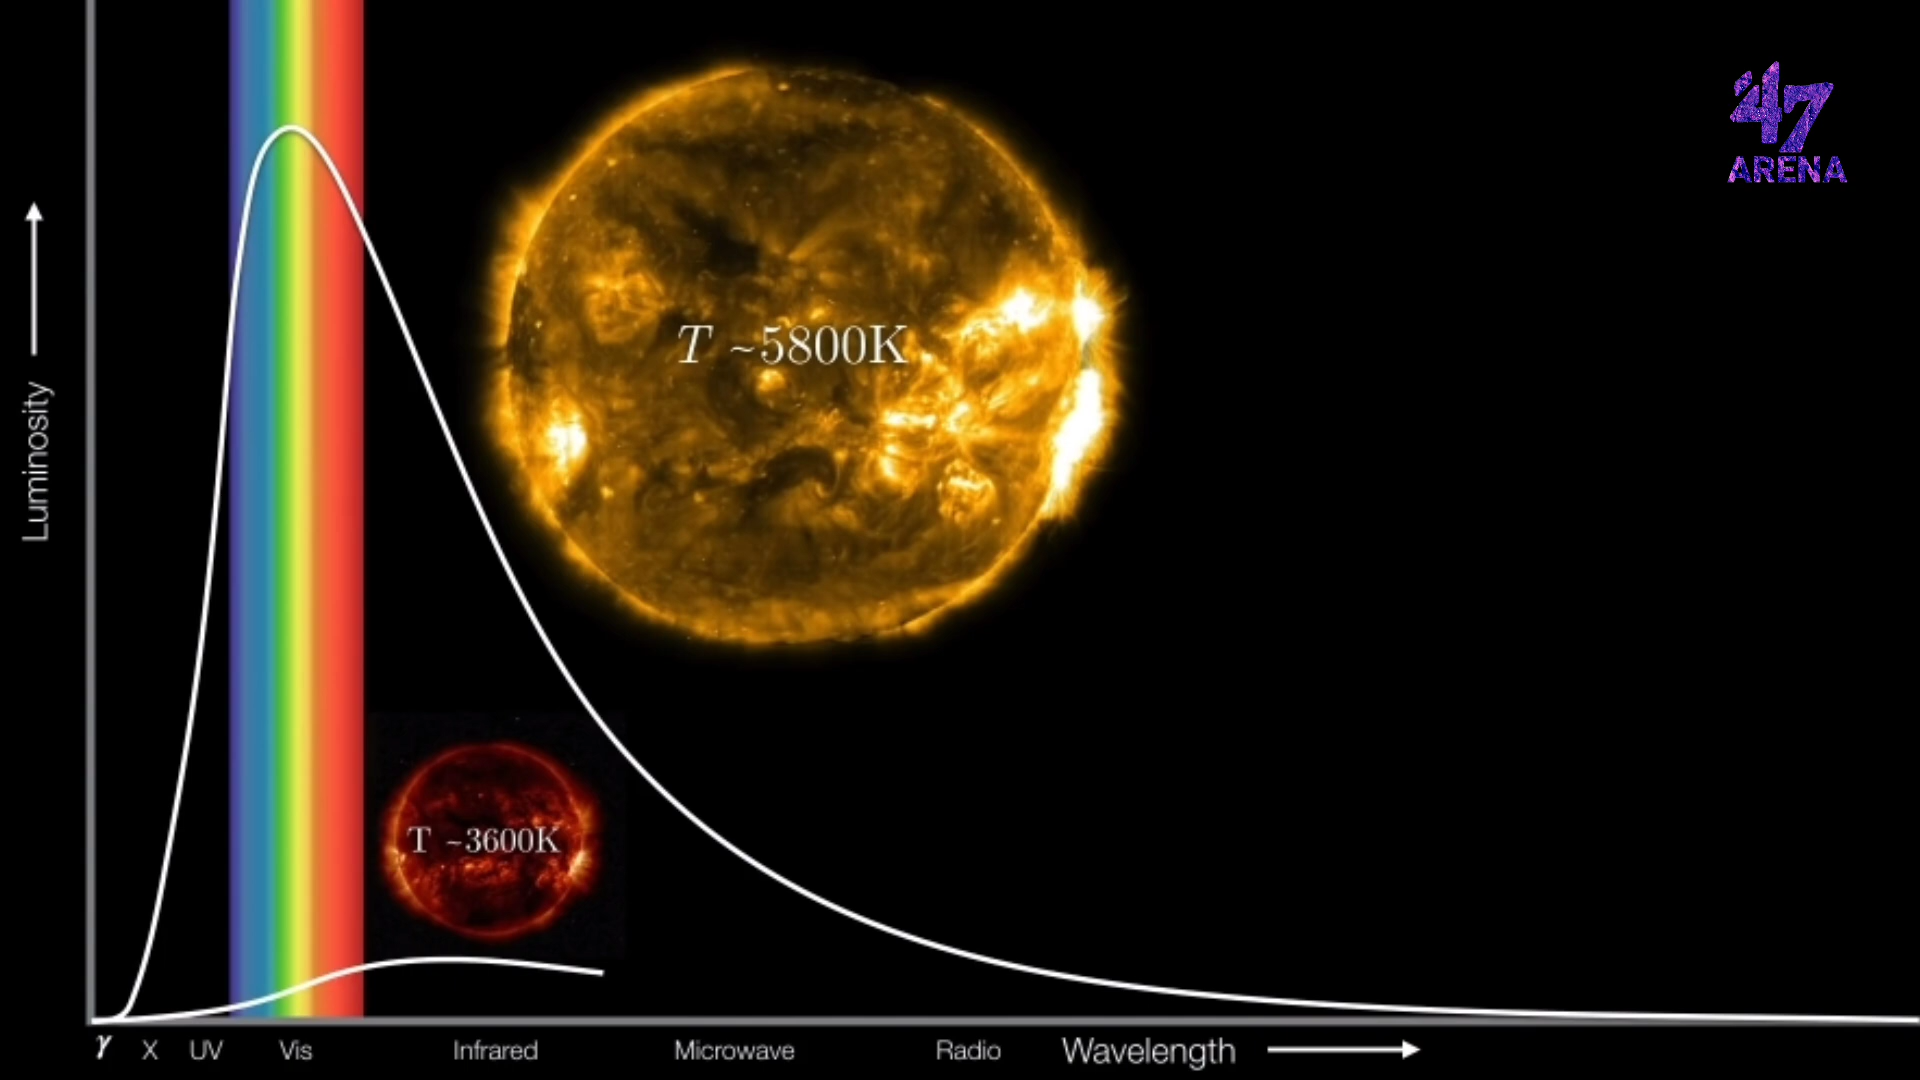 47
ARENA
Luminosity
T ~5800K
T ~3600K
γ X UV Vis Infrared Microwave Radio Wavelength